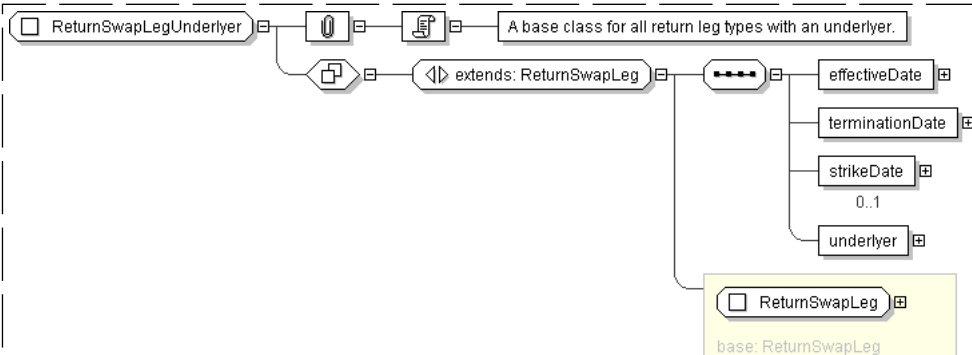 ReturnSwapLegUnderlyer
A base class for all return leg types with an underlyer.
extends: ReturnSwapLeg
effectiveDate
terminationDate
strikeDate
0..1
underlyer
ReturnSwapLeg
base: ReturnSwapLeg